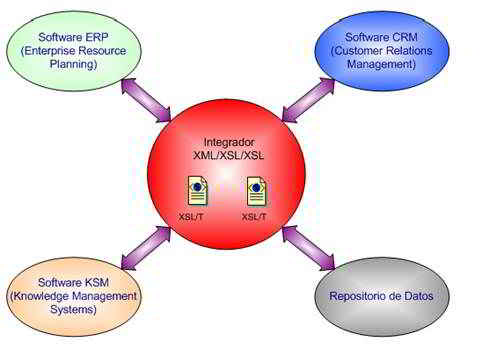 Software ERP
(Enterprise Resource
Planning)
Software CRM
(Customer Relations
Management)
Integrador
XML/XSL/XSL
XSL/T
XSL/T
Software KSM
(Knowledge Management
Systems)
Repositorio de Datos